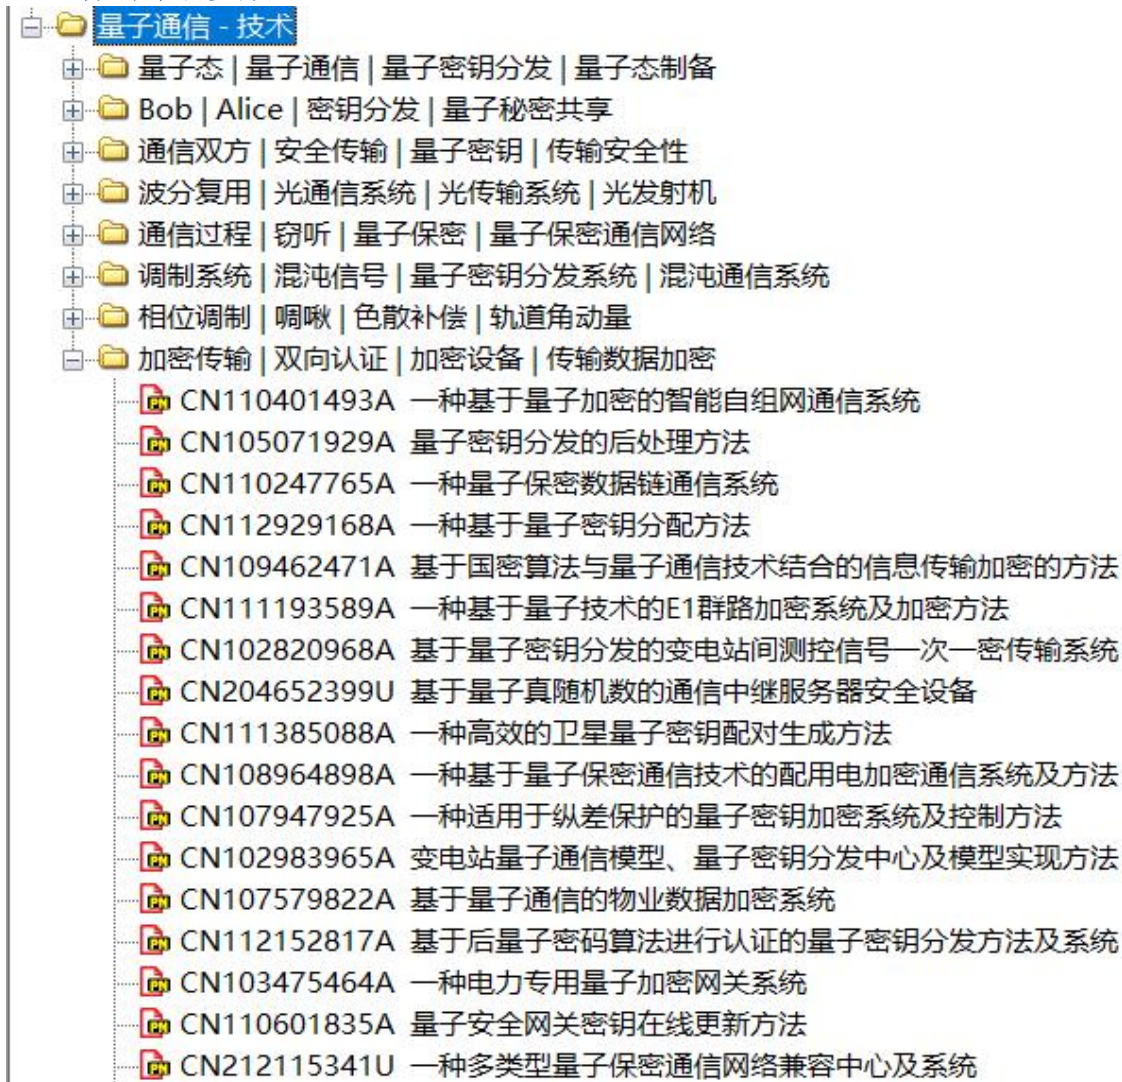 量子通信 - 技术
量子态 | 量子通信 | 量子密钥分发 | 量子态制备
Bob | Alice | 密钥分发 | 量子秘密共享
通信双方 | 安全传输 | 量子密钥 | 传输安全性
波分复用 | 光通信系统 | 光传输系统 | 光发射机
通信过程 | 窃听 | 量子保密 | 量子保密通信网络
调制系统 | 混沌信号 | 量子密钥分发系统 | 混沌通信系统
相位调制 | 啁啾 | 色散补偿 | 轨道角动量
加密传输 | 双向认证 | 加密设备 | 传输数据加密
CN110401493A 一种基于量子加密的智能自组网通信系统
CN105071929A 量子密钥分发的后处理方法
CN110247765A 一种量子保密数据链通信系统
CN112929168A 一种基于量子密钥分配方法
CN109462471A 基于国密算法与量子通信技术结合的信息传输加密的方法
CN111193589A 一种基于量子技术的E1群路加密系统及加密方法
CN102820968A 基于量子密钥分发的变电站间测控信号一次一密传输系统
CN204652399U 基于量子真随机数的通信中继服务器安全设备
CN111385088A 一种高效的卫星量子密钥配对生成方法
CN108964898A 一种基于量子保密通信技术的配用电加密通信系统及方法
CN107947925A 一种适用于纵差保护的量子密钥加密系统及控制方法
CN102983965A 变电站量子通信模型、量子密钥分发中心及模型实现方法
CN107579822A 基于量子通信的物业数据加密系统
CN112152817A 基于后量子密码算法进行认证的量子密钥分发方法及系统
CN103475464A 一种电力专用量子加密网关系统
CN110601835A 量子安全网关密钥在线更新方法
CN212115341U 一种多类型量子保密通信网络兼容中心及系统